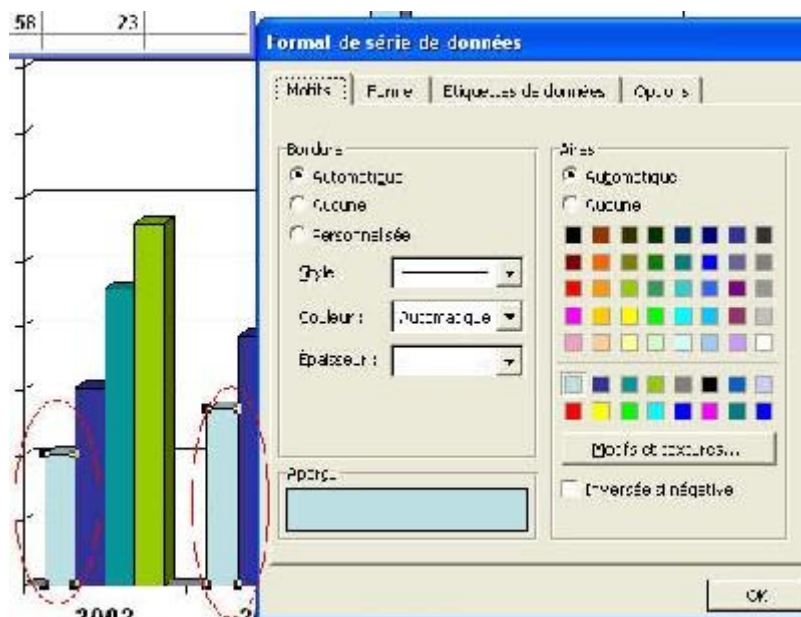 58 23
Format de série de données
Motifs Forme Etiquettes de données Options
Bordure
Automatique
Aucune
Personnalisée
Style
Couleur : Automatique
Épaisseur :
Aperçu
Aires
Automatique
Aucune
Motifs et textures...
Inversée si négative
OK
2002